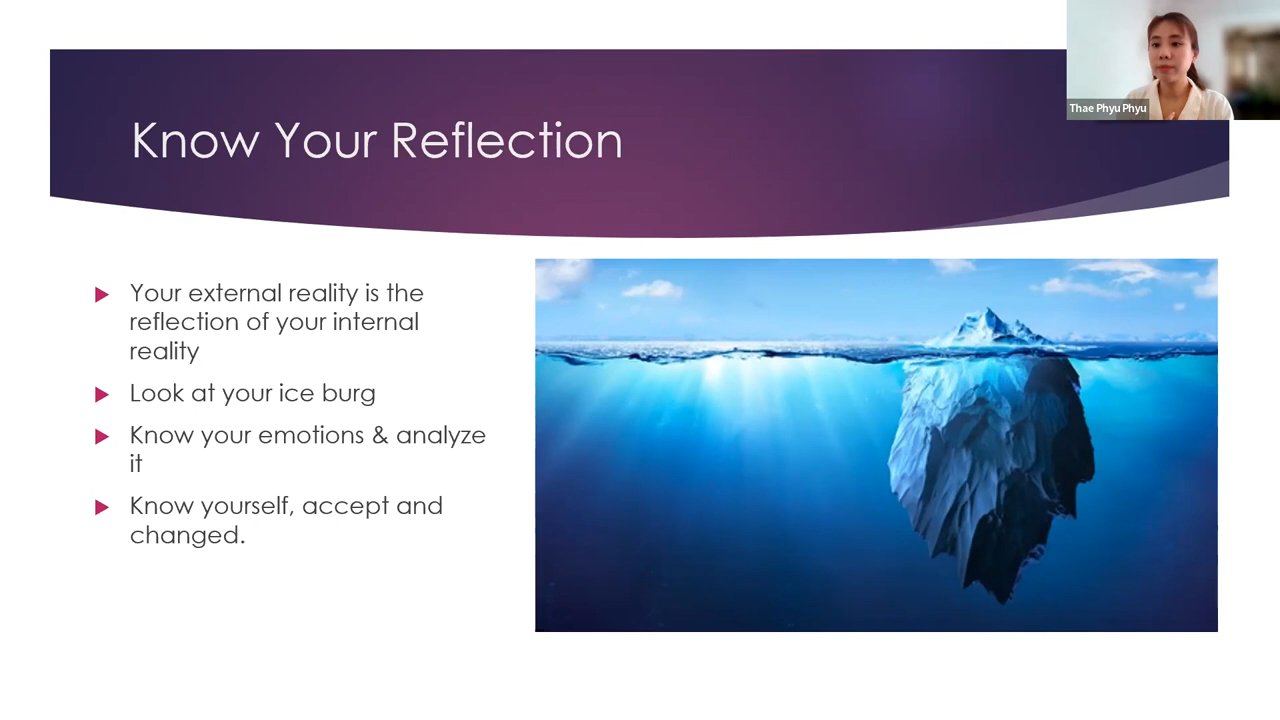 Thae Phyu Phyu
Know Your Reflection
Your external reality is the
reflection of your internal
reality
Look at your ice burg
Know your emotions & analyze
it
Know yourself, accept and
changed.